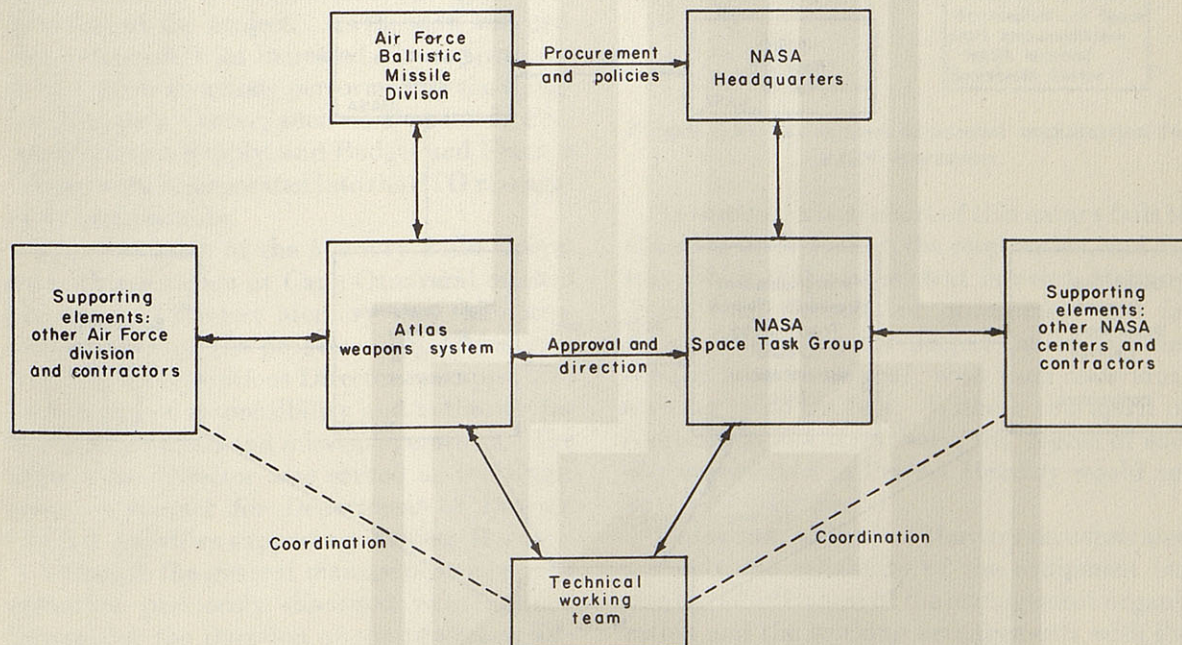 Air Force
Ballistic
Missile
Divison
Procurement
and policies
NASA
Headquarters
Supporting
elements:
other Air Force
division
and contractors
Atlas
weapons system
Approval and
direction
NASA
Space Task Group
Supporting
elements:
other NASA
centers and
contractors
Coordination
Coordination
Technical
working
team